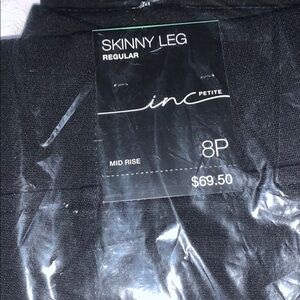 SKINNY LEG
REGULAR
inc
PETITE
MID RISE
8P
$69.50